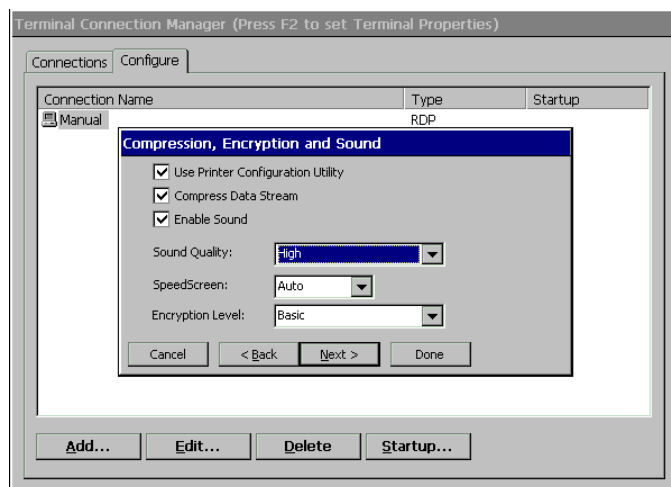 Terminal Connection Manager (Press F2 to set Terminal Properties)
Connections Configure
Connection Name Type Startup
Manual RDP
Compression, Encryption and Sound
Use Printer Configuration Utility
Compress Data Stream
Enable Sound
Sound Quality: High
SpeedScreen: Auto
Encryption Level: Basic
Cancel < Back Next > Done
Add... Edit... Delete Startup...